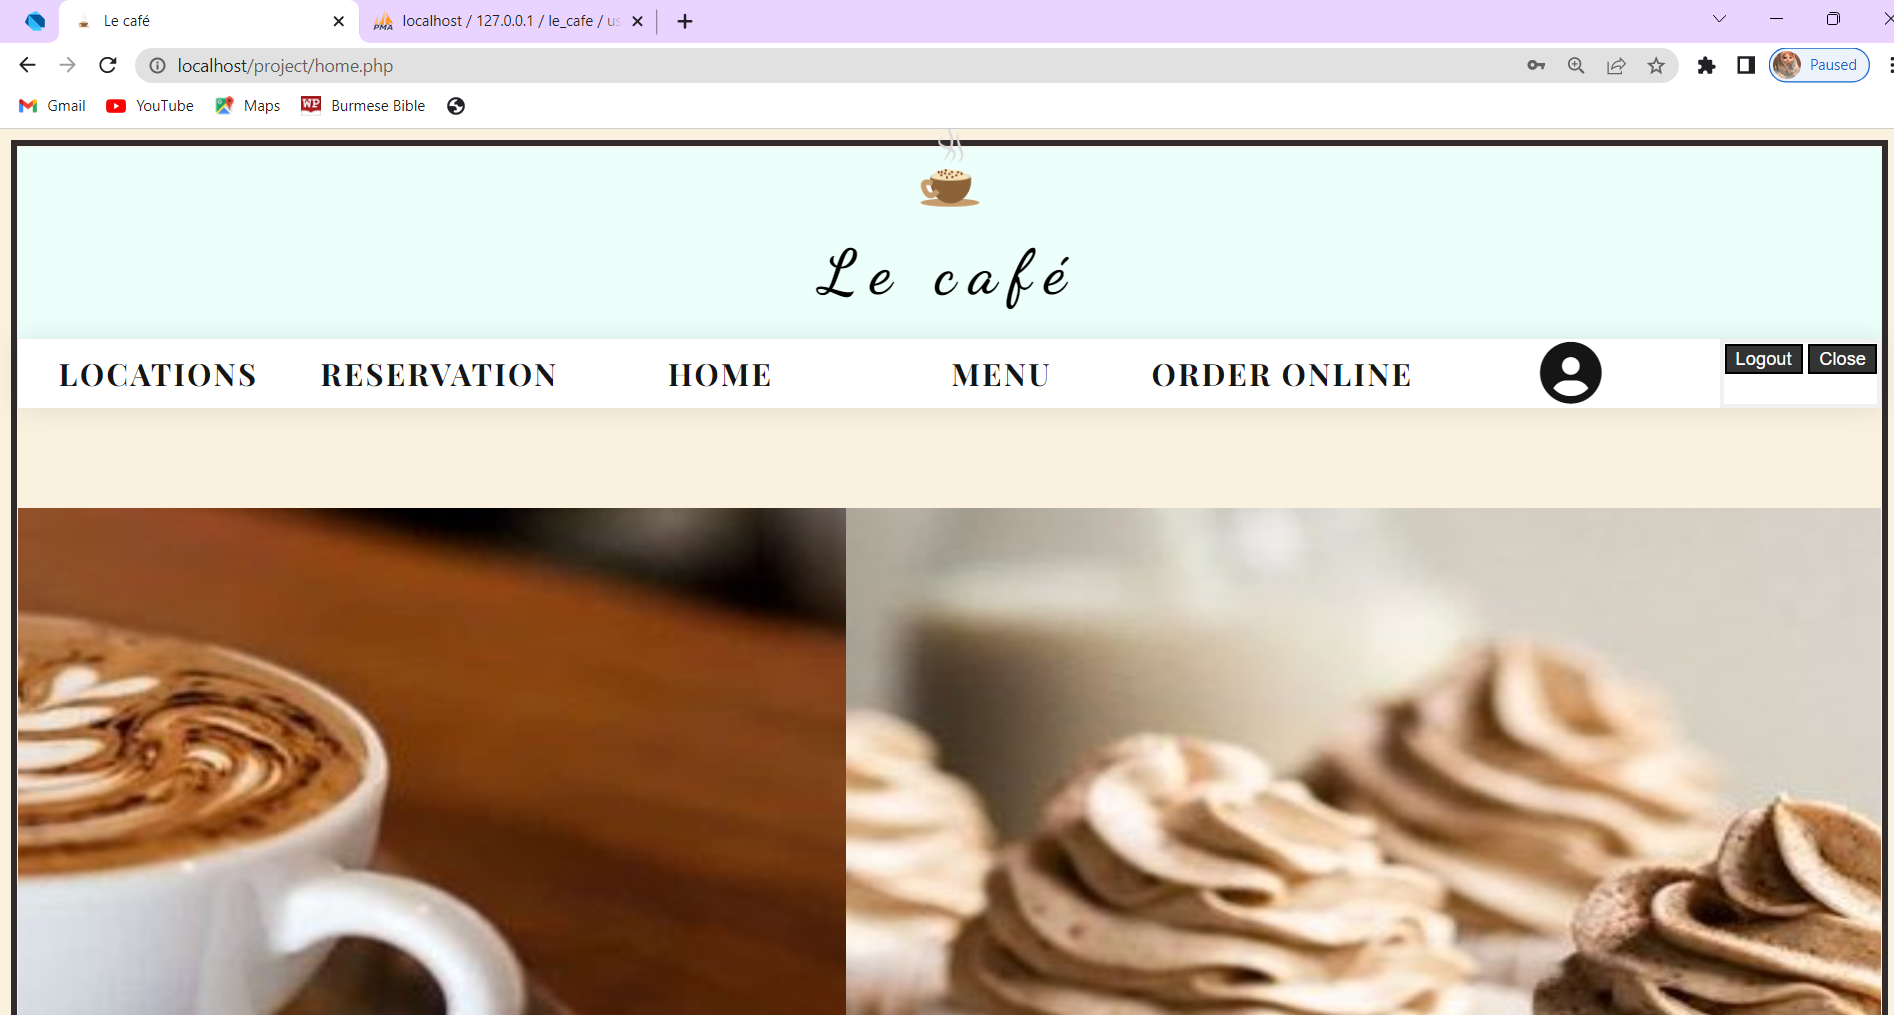 Le café
localhost / 127.0.0.1 / le_cafe / us
localhost/project/home.php
Paused
Gmail
YouTube
Maps
WP
Burmese Bible
Le café
LOCATIONS
RESERVATION
HOME
MENU
ORDER ONLINE
Logout
Close